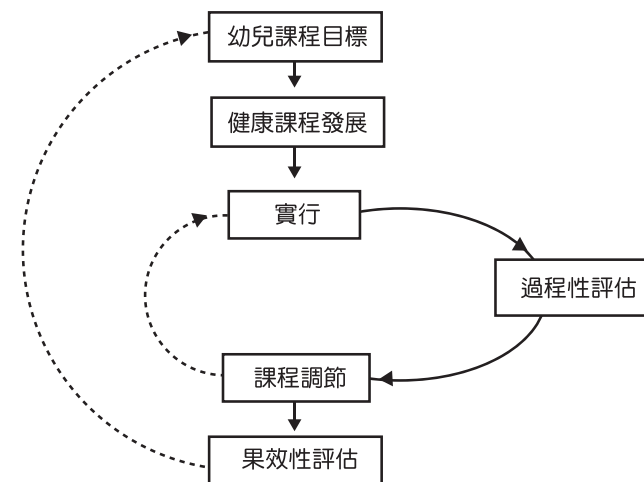 幼兒課程目標
健康課程發展
實行
過程性評估
課程調節
果效性評估